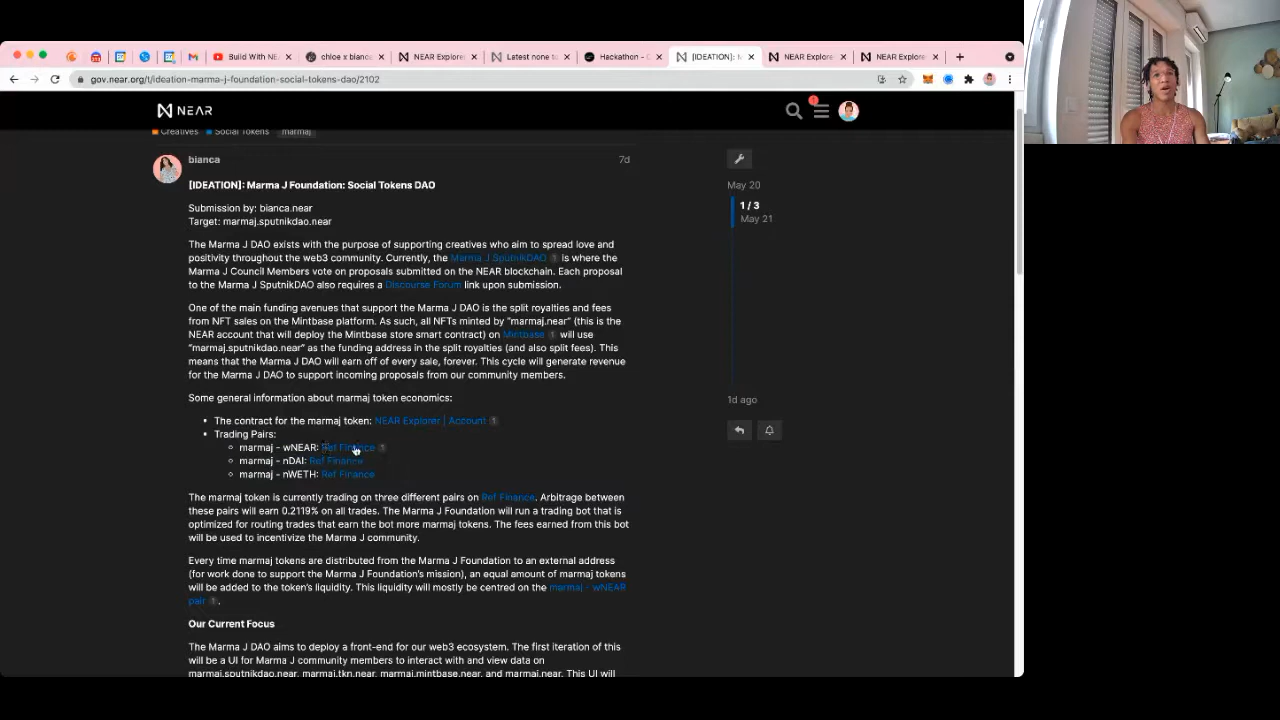 Build With NE
chloe x bianc
NEAR Explorer
Latest none to
Hackathon - C
[IDEATION]: M
NEAR Explore
NEAR Explore
gov.near.org/t/ideation-marma-j-foundation-social-tokens-dao/2102
NEAR
Creatives Social Tokens marmaj
bianca 7d
[IDEATION]: Marma J Foundation: Social Tokens DAO
Submission by: bianca.near
Target: marmaj.sputnikdao.near
The Marma J DAO exists with the purpose of supporting creatives who aim to spread love and
positivity throughout the web3 community. Currently, the Marma J SputnikDAO 1 is where the
Marma J Council Members vote on proposals submitted on the NEAR blockchain. Each proposal
to the Marma J SputnikDAO also requires a Discourse Forum link upon submission.
One of the main funding avenues that support the Marma J DAO is the split royalties and fees
from NFT sales on the Mintbase platform. As such, all NFTs minted by “marmaj.near” (this is the
NEAR account that will deploy the Mintbase store smart contract) on Mintbase 1 will use
“marmaj.sputnikdao.near” as the funding address in the split royalties (and also split fees). This
means that the Marma J DAO will earn off of every sale, forever. This cycle will generate revenue
for the Marma J DAO to support incoming proposals from our community members.
Some general information about marmaj token economics:
• The contract for the marmaj token: NEAR Explorer | Account 1
• Trading Pairs:
marmaj - wNEAR: Ref Finance 1
marmaj - nDAI: Ref Finance
marmaj - nWETH: Ref Finance
The marmaj token is currently trading on three different pairs on Ref Finance. Arbitrage between
these pairs will earn 0.2119% on all trades. The Marma J Foundation will run a trading bot that is
optimized for routing trades that earn the bot more marmaj tokens. The fees earned from this bot
will be used to incentivize the Marma J community.
Every time marmaj tokens are distributed from the Marma J Foundation to an external address
(for work done to support the Marma J Foundation’s mission), an equal amount of marmaj tokens
will be added to the token’s liquidity. This liquidity will mostly be centred on the marmaj - wNEAR
pair 1.
Our Current Focus
The Marma J DAO aims to deploy a front-end for our web3 ecosystem. The first iteration of this
will be a UI for Marma J community members to interact with and view data on
marmaj.sputnikdao.near, marmaj.tkn.near, marmaj.mintbase.near, and marmaj.near. This UI will
May 20
1 / 3
May 21
1d ago